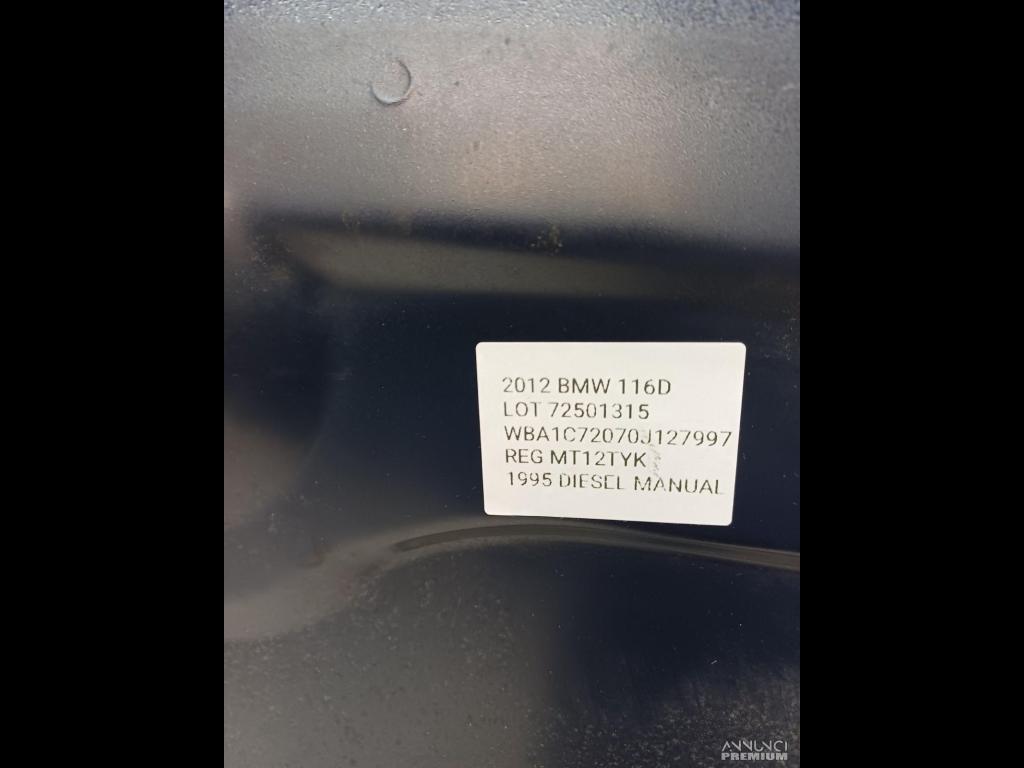 2012 BMW 116D
LOT 72501315
WBA1C72070J127997
REG MT12TYK
1995 DIESEL MANUAL
ANNUNCI
PREMIUM